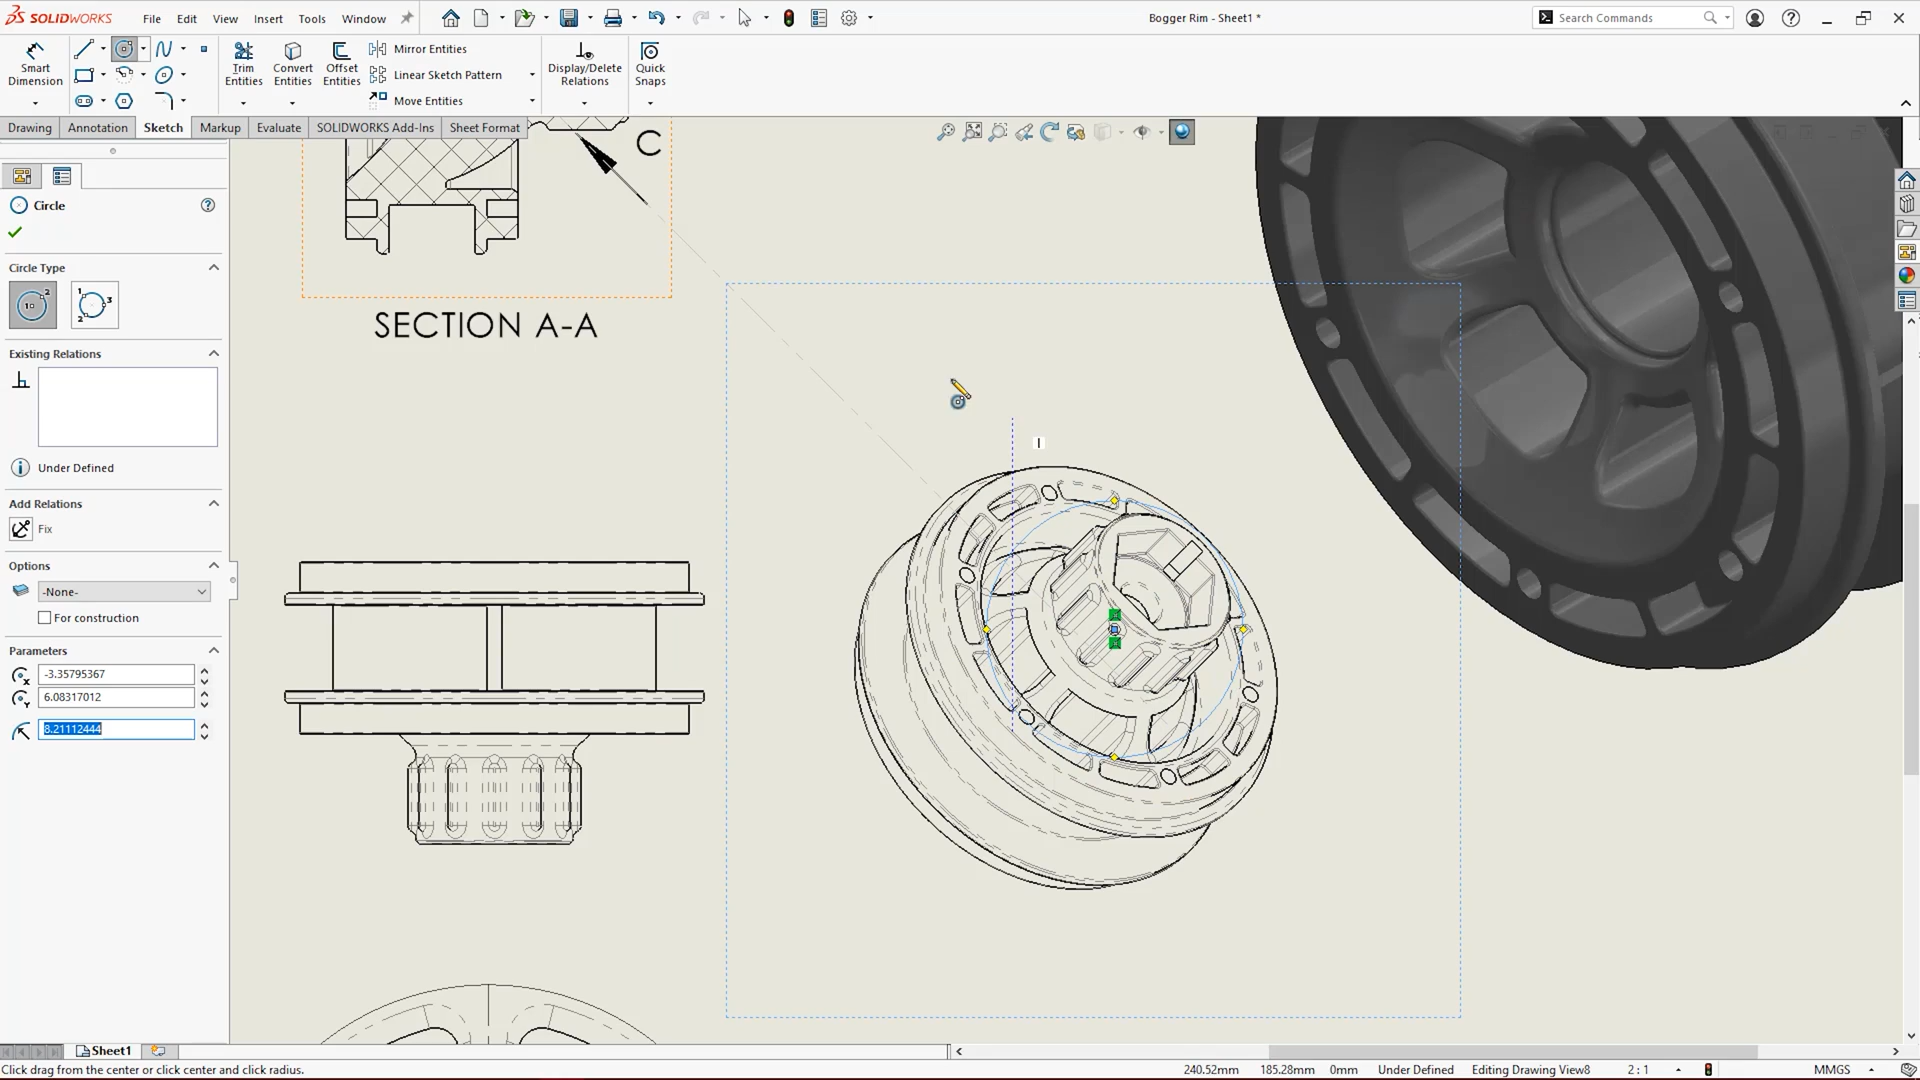 SOLIDWORKS
File
Edit
View
Insert
Tools
Window
Bogger Rim - Sheet1 *
Search Commands
Smart Dimension
Trim Entities
Convert Entities
Offset Entities
Mirror Entities
Linear Sketch Pattern
Move Entities
Display/Delete Relations
Quick Snaps
Drawing
Annotation
Sketch
Markup
Evaluate
SOLIDWORKS Add-Ins
Sheet Format
Circle
Circle Type
Existing Relations
Under Defined
Add Relations
Fix
Options
-None-
For construction
Parameters
-3.35795367
6.08317012
8.21112444
C
SECTION A-A
Sheet1
Click drag from the center or click center and click radius.
240.52mm
185.28mm
0mm
Under Defined
Editing Drawing View8
2 : 1
MMGS